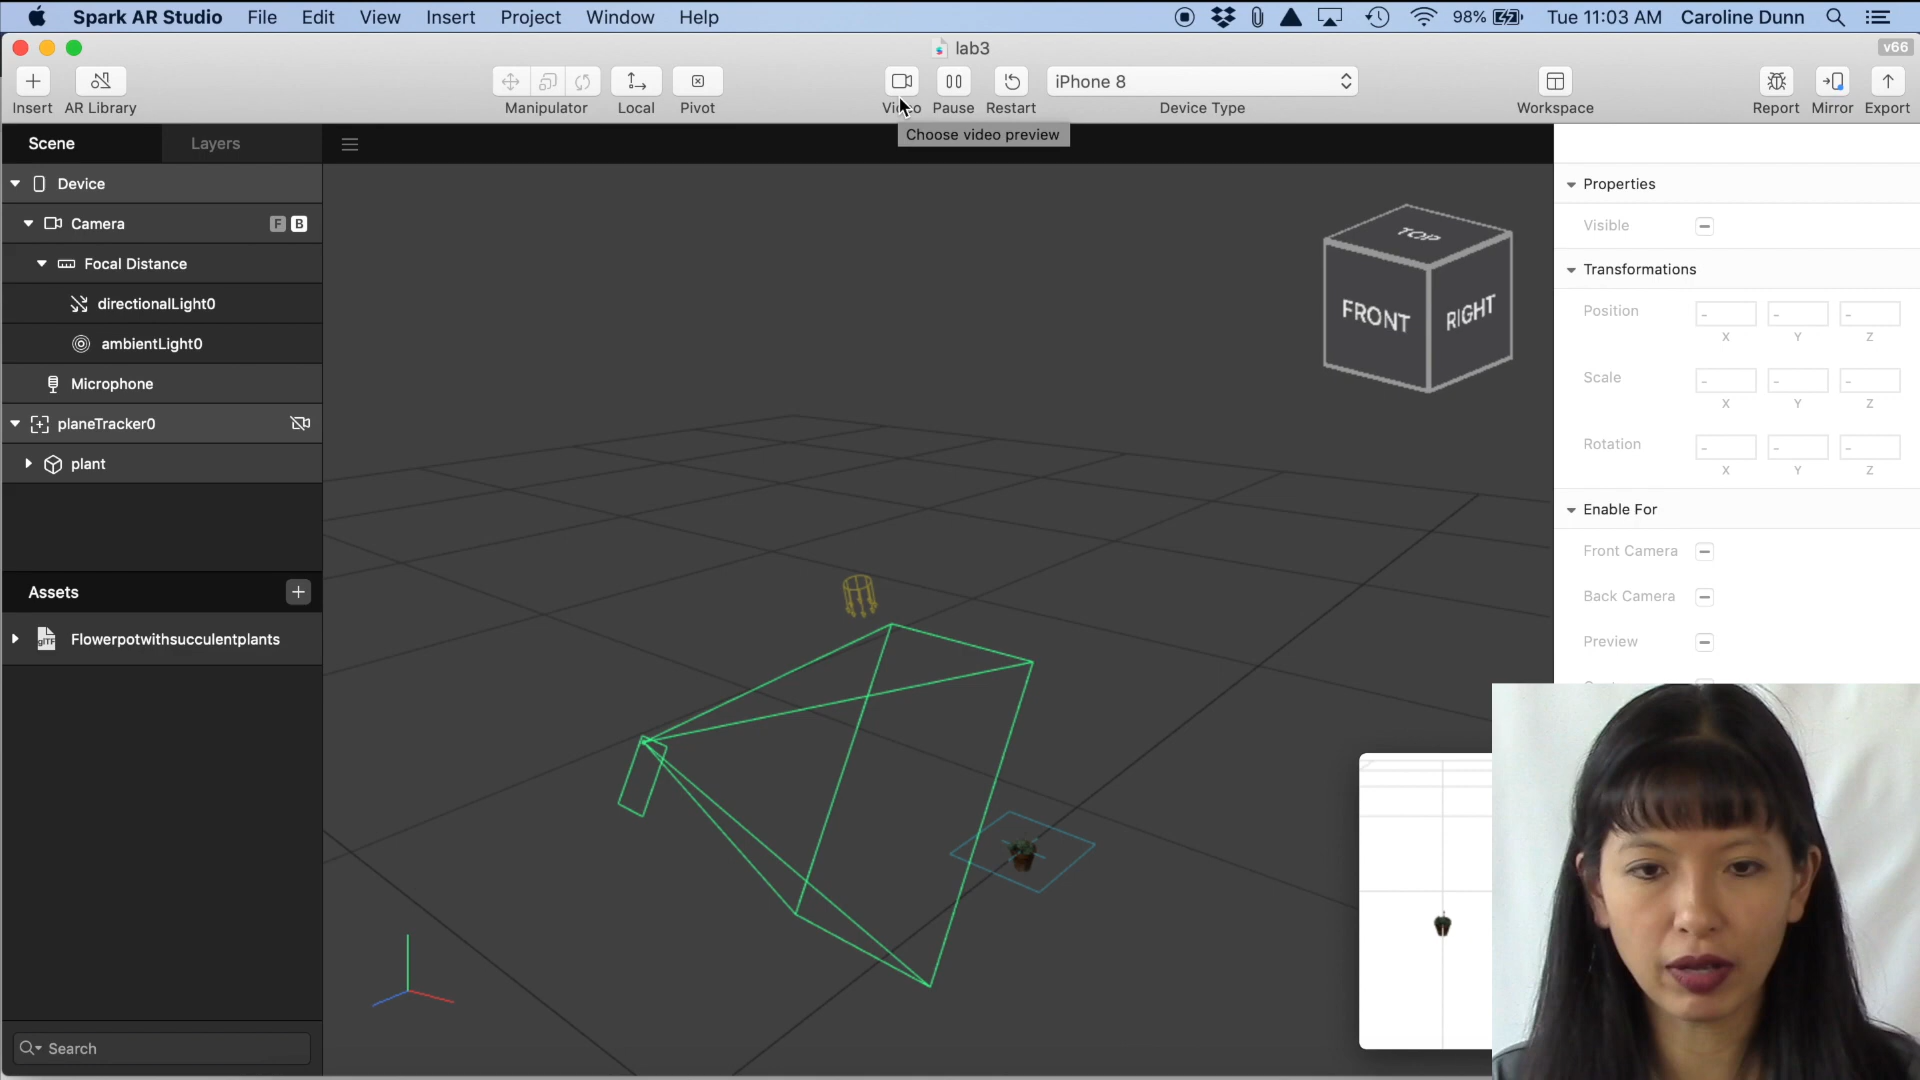 Spark AR Studio File Edit View Insert Project Window Help 98% Tue 11:03 AM Caroline Dunn
lab3
v66
iPhone 8
Insert AR Library Manipulator Local Pivot Pause Restart Device Type Workspace Report Mirror Export
Choose video preview
Scene Layers
Device
Camera F B
Focal Distance
directionalLight0
ambientLight0
Microphone
planeTracker0
plant
Assets
glTF Flowerpotwithsucculentplants
Search
TOP
FRONT RIGHT
Properties
Visible
Transformations
Position - - -
X Y Z
Scale - - -
X Y Z
Rotation - - -
X Y Z
Enable For
Front Camera
Back Camera
Preview